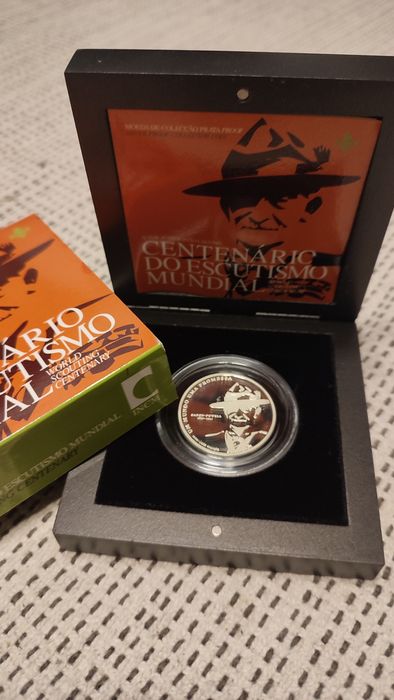 MOEDA DE COLECÇÃO PRATA PROOF
CENTENÁRIO
DO ESCUTISMO
MUNDIAL
UM MUNDO UMA PROMESSA
BADEN-POWELL
ÁRIO
UTISMO
AL
WORLD
SCOUTING
CENTENARY
INCM
ESCUTISMO MUNDIAL
NG CENTENARY